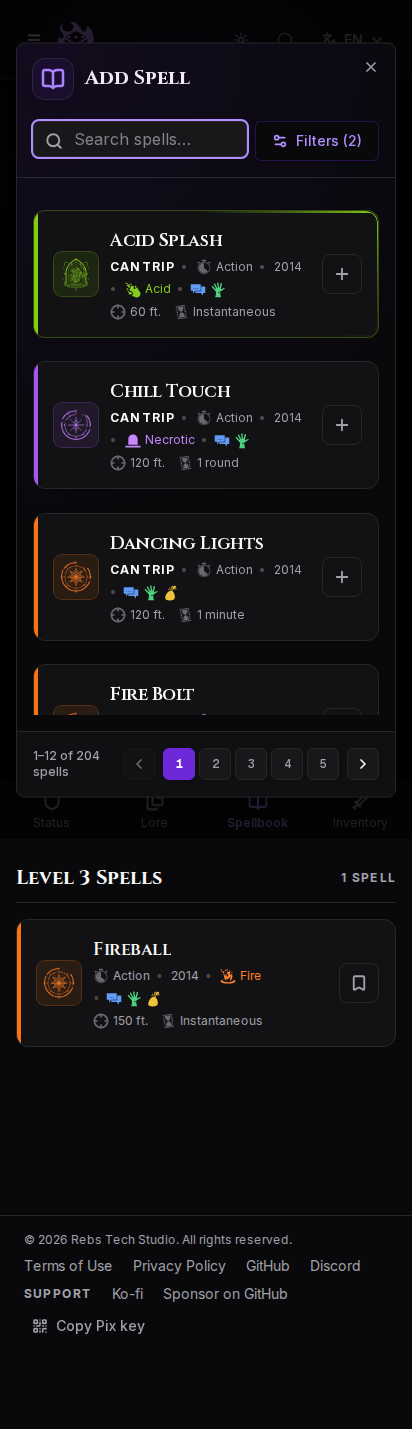 EN
Add Spell
Search spells…
Filters (2)
Acid Splash
CANTRIP • Action • 2014
• Acid •
60 ft. Instantaneous
Chill Touch
CANTRIP • Action • 2014
• Necrotic •
120 ft. 1 round
Dancing Lights
CANTRIP • Action • 2014
•
120 ft. 1 minute
Fire Bolt
1–12 of 204
spells
1 2 3 4 5
Status Lore Spellbook Inventory
Level 3 Spells
1 SPELL
Fireball
Action • 2014 • Fire
•
150 ft. Instantaneous
© 2026 Rebs Tech Studio. All rights reserved.
Terms of Use Privacy Policy GitHub Discord
SUPPORT Ko-fi Sponsor on GitHub
Copy Pix key